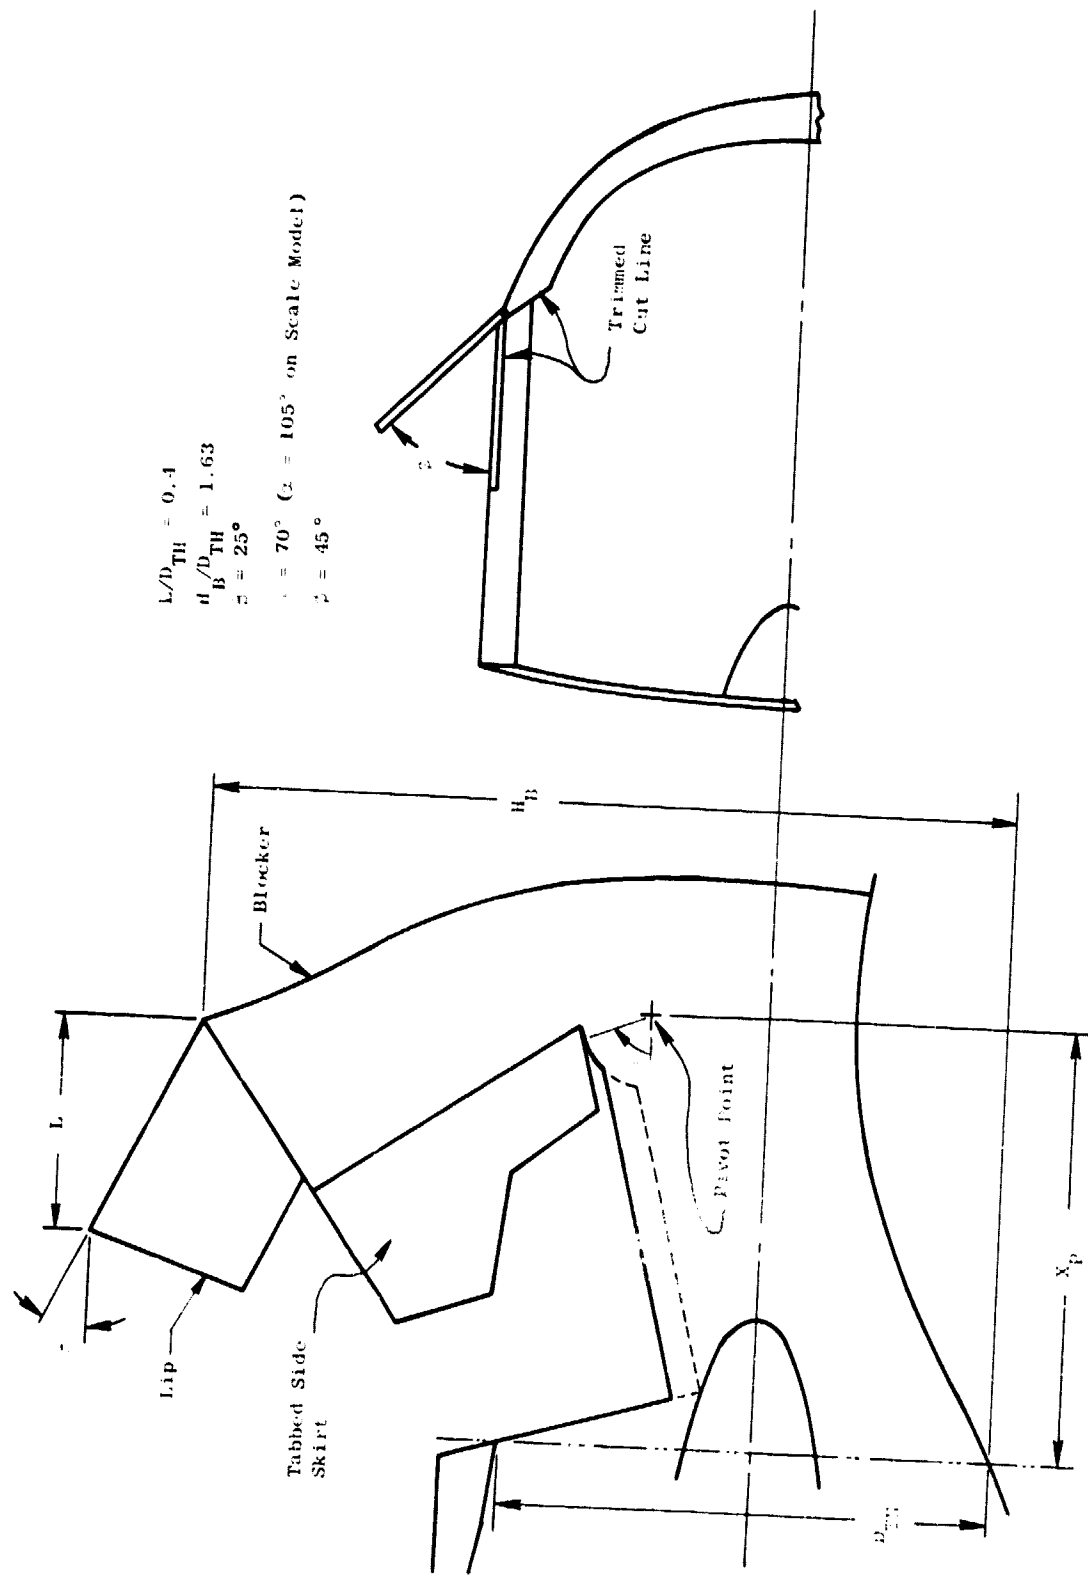 L/D_TH = 0.4
H_B/D_TH = 1.63
= 25°
= 70° (α = 105° on Scale Model)
= 45°
Trimmed
Cut Line
H_B
Blocker
L
Lip
Tabbed Side
Skirt
Pivot Point
X_p